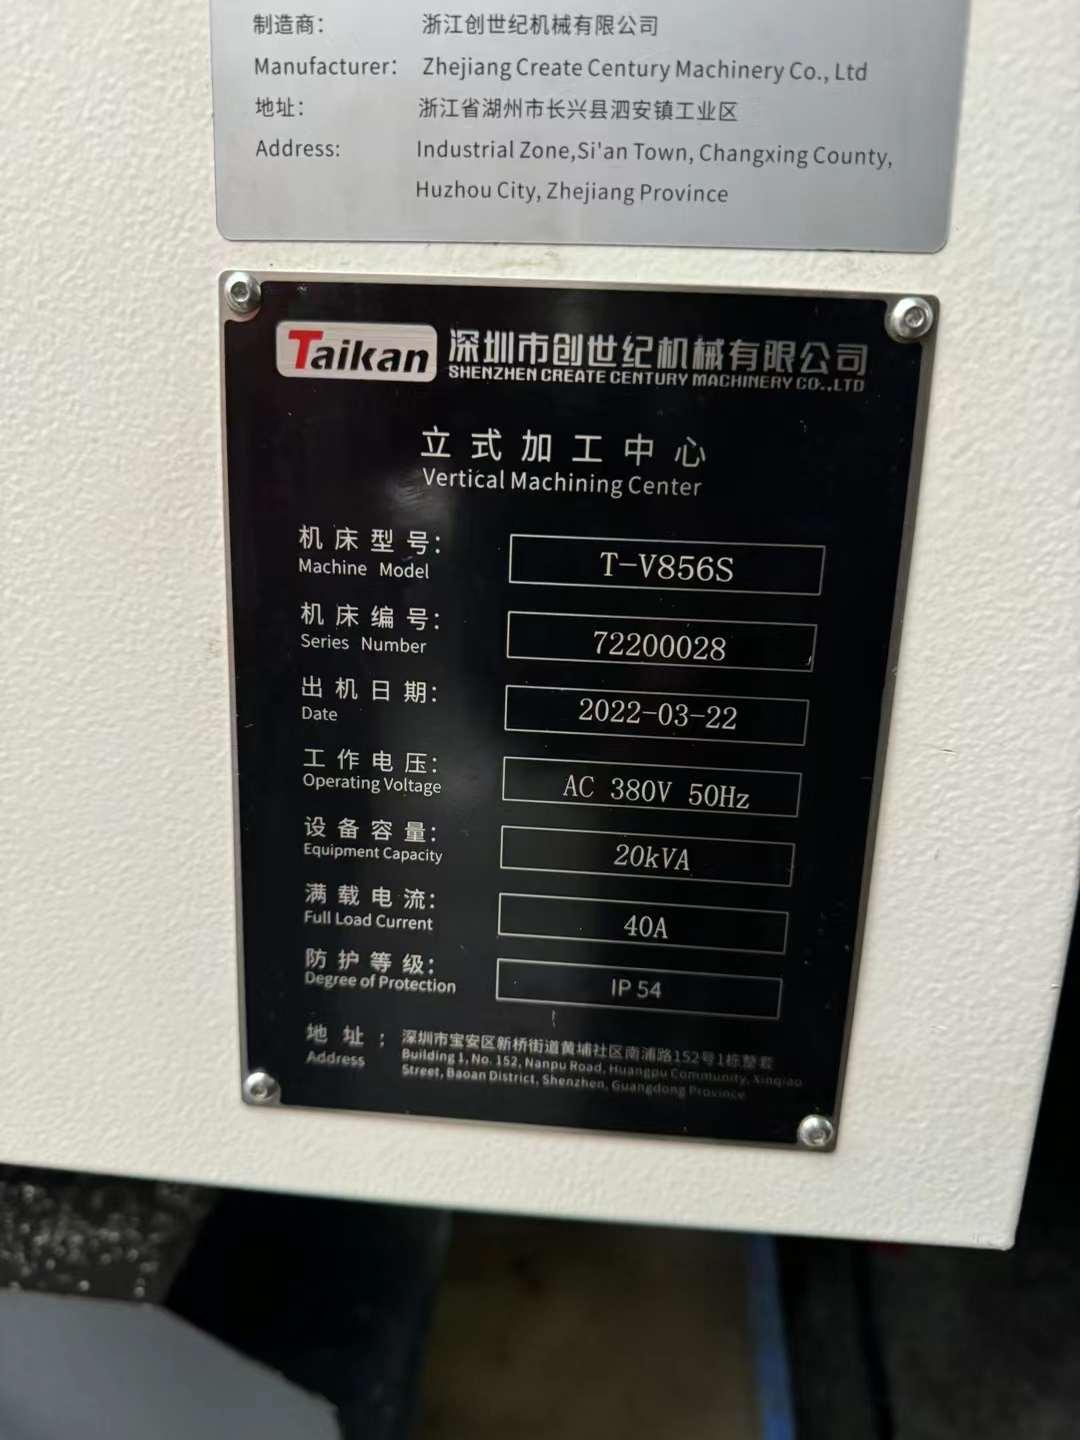 制造商： 浙江创世纪机械有限公司
Manufacturer: Zhejiang Create Century Machinery Co., Ltd
地址： 浙江省湖州市长兴县泗安镇工业区
Address: Industrial Zone,Si'an Town, Changxing County,
Huzhou City, Zhejiang Province
Taikan 深圳市创世纪机械有限公司
SHENZHEN CREATE CENTURY MACHINERY CO.,LTD
立式加工中心
Vertical Machining Center
机床型号： T-V856S
Machine Model
机床编号： 72200028
Series Number
出机日期： 2022-03-22
Date
工作电压： AC 380V 50Hz
Operating Voltage
设备容量： 20kVA
Equipment Capacity
满载电流： 40A
Full Load Current
防护等级： IP 54
Degree of Protection
地址： 深圳市宝安区新桥街道黄埔社区南浦路152号1栋整套
Address Building 1, No. 152, Nanpu Road, Huangpu Community, Xinqiao
Street, Baoan District, Shenzhen, Guangdong Province